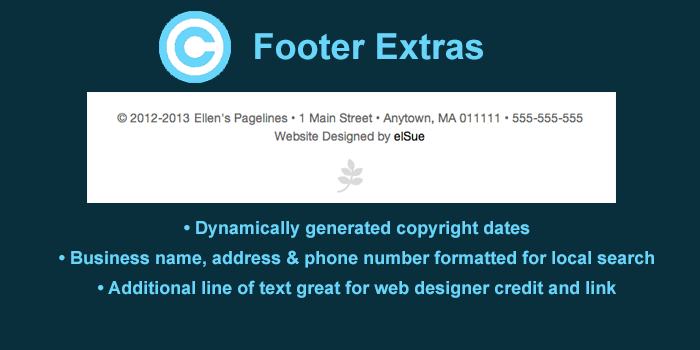 Footer Extras
© 2012-2013 Ellen's Pagelines • 1 Main Street • Anytown, MA 011111 • 555-555-555
Website Designed by elSue
• Dynamically generated copyright dates
• Business name, address & phone number formatted for local search
• Additional line of text great for web designer credit and link